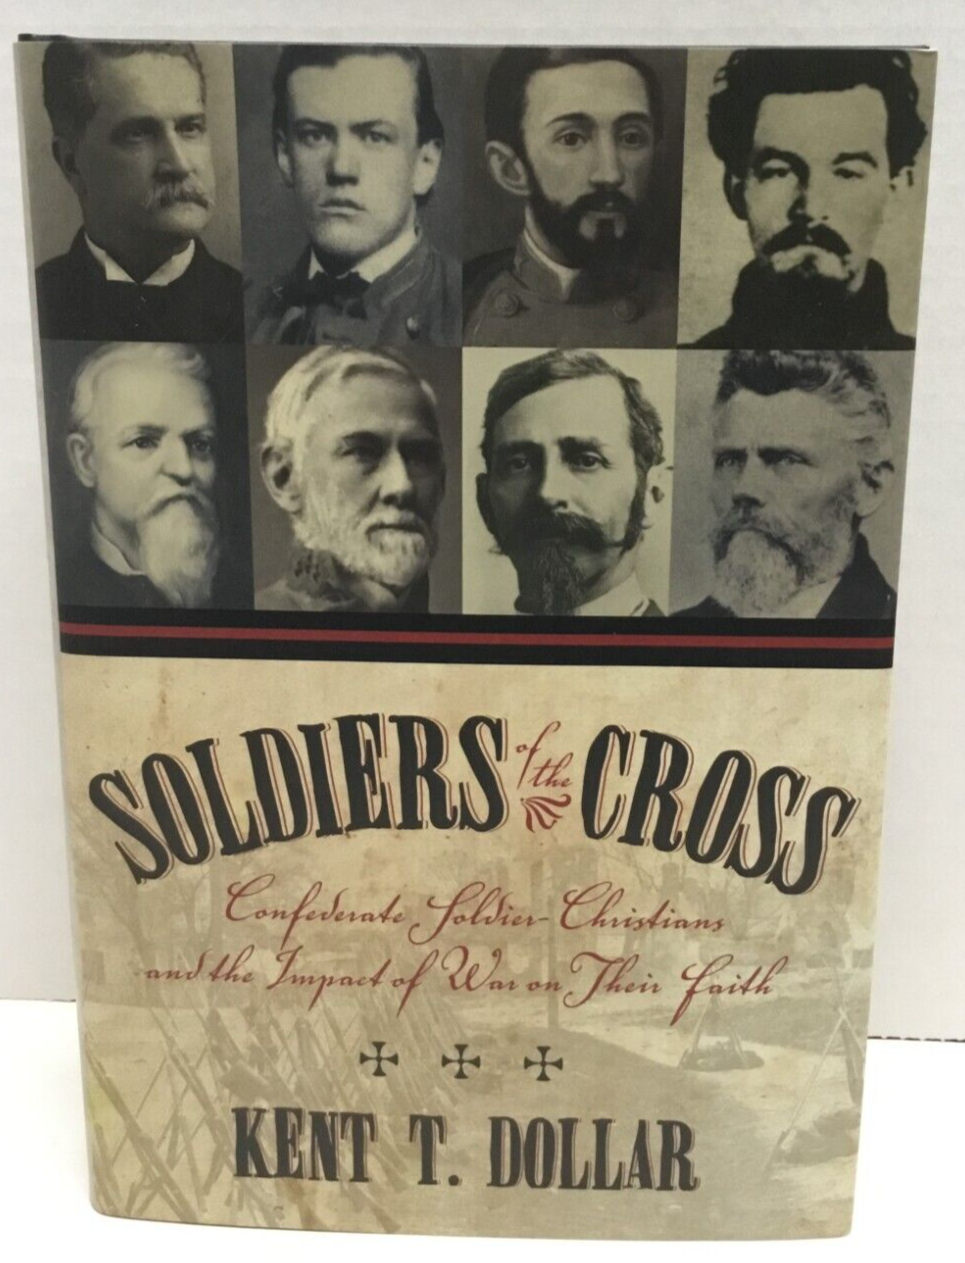 SOLDIERS of the CROSS
Confederate Soldier-Christians
and the Impact of War on Their Faith
KENT T. DOLLAR